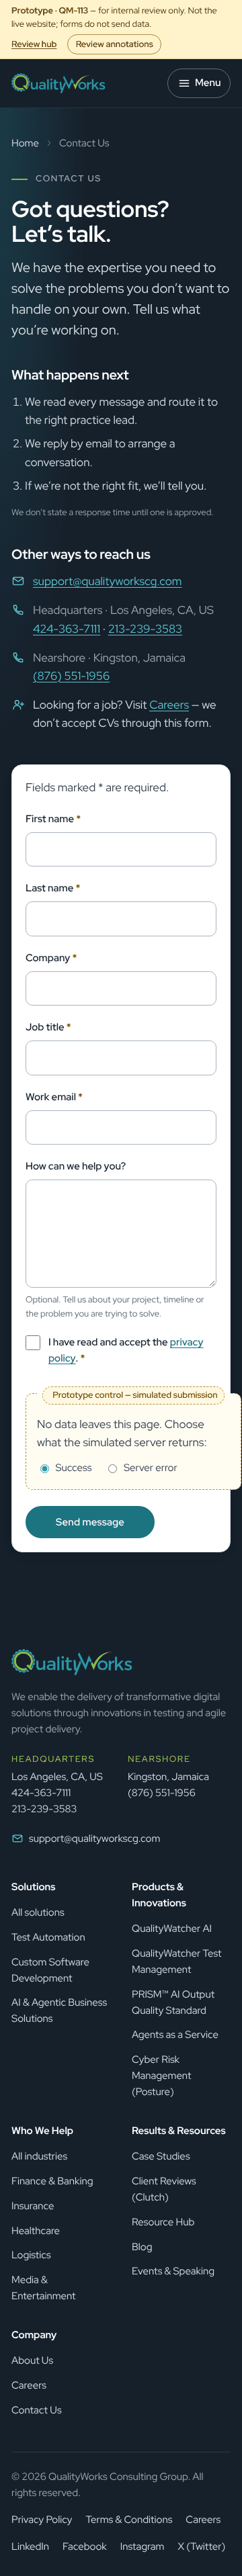 Prototype · QM-113 — for internal review only. Not the
live website; forms do not send data.
Review hub
Review annotations
QualityWorks
Menu
Home
Contact Us
CONTACT US
Got questions?
Let's talk.
We have the expertise you need to
solve the problems you don't want to
handle on your own. Tell us what
you're working on.
What happens next
1. We read every message and route it to
the right practice lead.
2. We reply by email to arrange a
conversation.
3. If we're not the right fit, we'll tell you.
We don't state a response time until one is approved.
Other ways to reach us
support@qualityworkscg.com
Headquarters · Los Angeles, CA, US
424-363-7111 · 213-239-3583
Nearshore · Kingston, Jamaica
(876) 551-1956
Looking for a job? Visit Careers — we
don't accept CVs through this form.
Fields marked * are required.
First name *
Last name *
Company *
Job title *
Work email *
How can we help you?
Optional. Tell us about your project, timeline or
the problem you are trying to solve.
I have read and accept the privacy
policy. *
Prototype control — simulated submission
No data leaves this page. Choose
what the simulated server returns:
Success
Server error
Send message
QualityWorks
We enable the delivery of transformative digital
solutions through innovations in testing and agile
project delivery.
HEADQUARTERS
Los Angeles, CA, US
424-363-7111
213-239-3583
NEARSHORE
Kingston, Jamaica
(876) 551-1956
support@qualityworkscg.com
Solutions
All solutions
Test Automation
Custom Software
Development
AI & Agentic Business
Solutions
Products &
Innovations
QualityWatcher AI
QualityWatcher Test
Management
PRISM™ AI Output
Quality Standard
Agents as a Service
Cyber Risk
Management
(Posture)
Who We Help
All industries
Finance & Banking
Insurance
Healthcare
Logistics
Media &
Entertainment
Results & Resources
Case Studies
Client Reviews
(Clutch)
Resource Hub
Blog
Events & Speaking
Company
About Us
Careers
Contact Us
© 2026 QualityWorks Consulting Group. All
rights reserved.
Privacy Policy
Terms & Conditions
Careers
LinkedIn
Facebook
Instagram
X (Twitter)